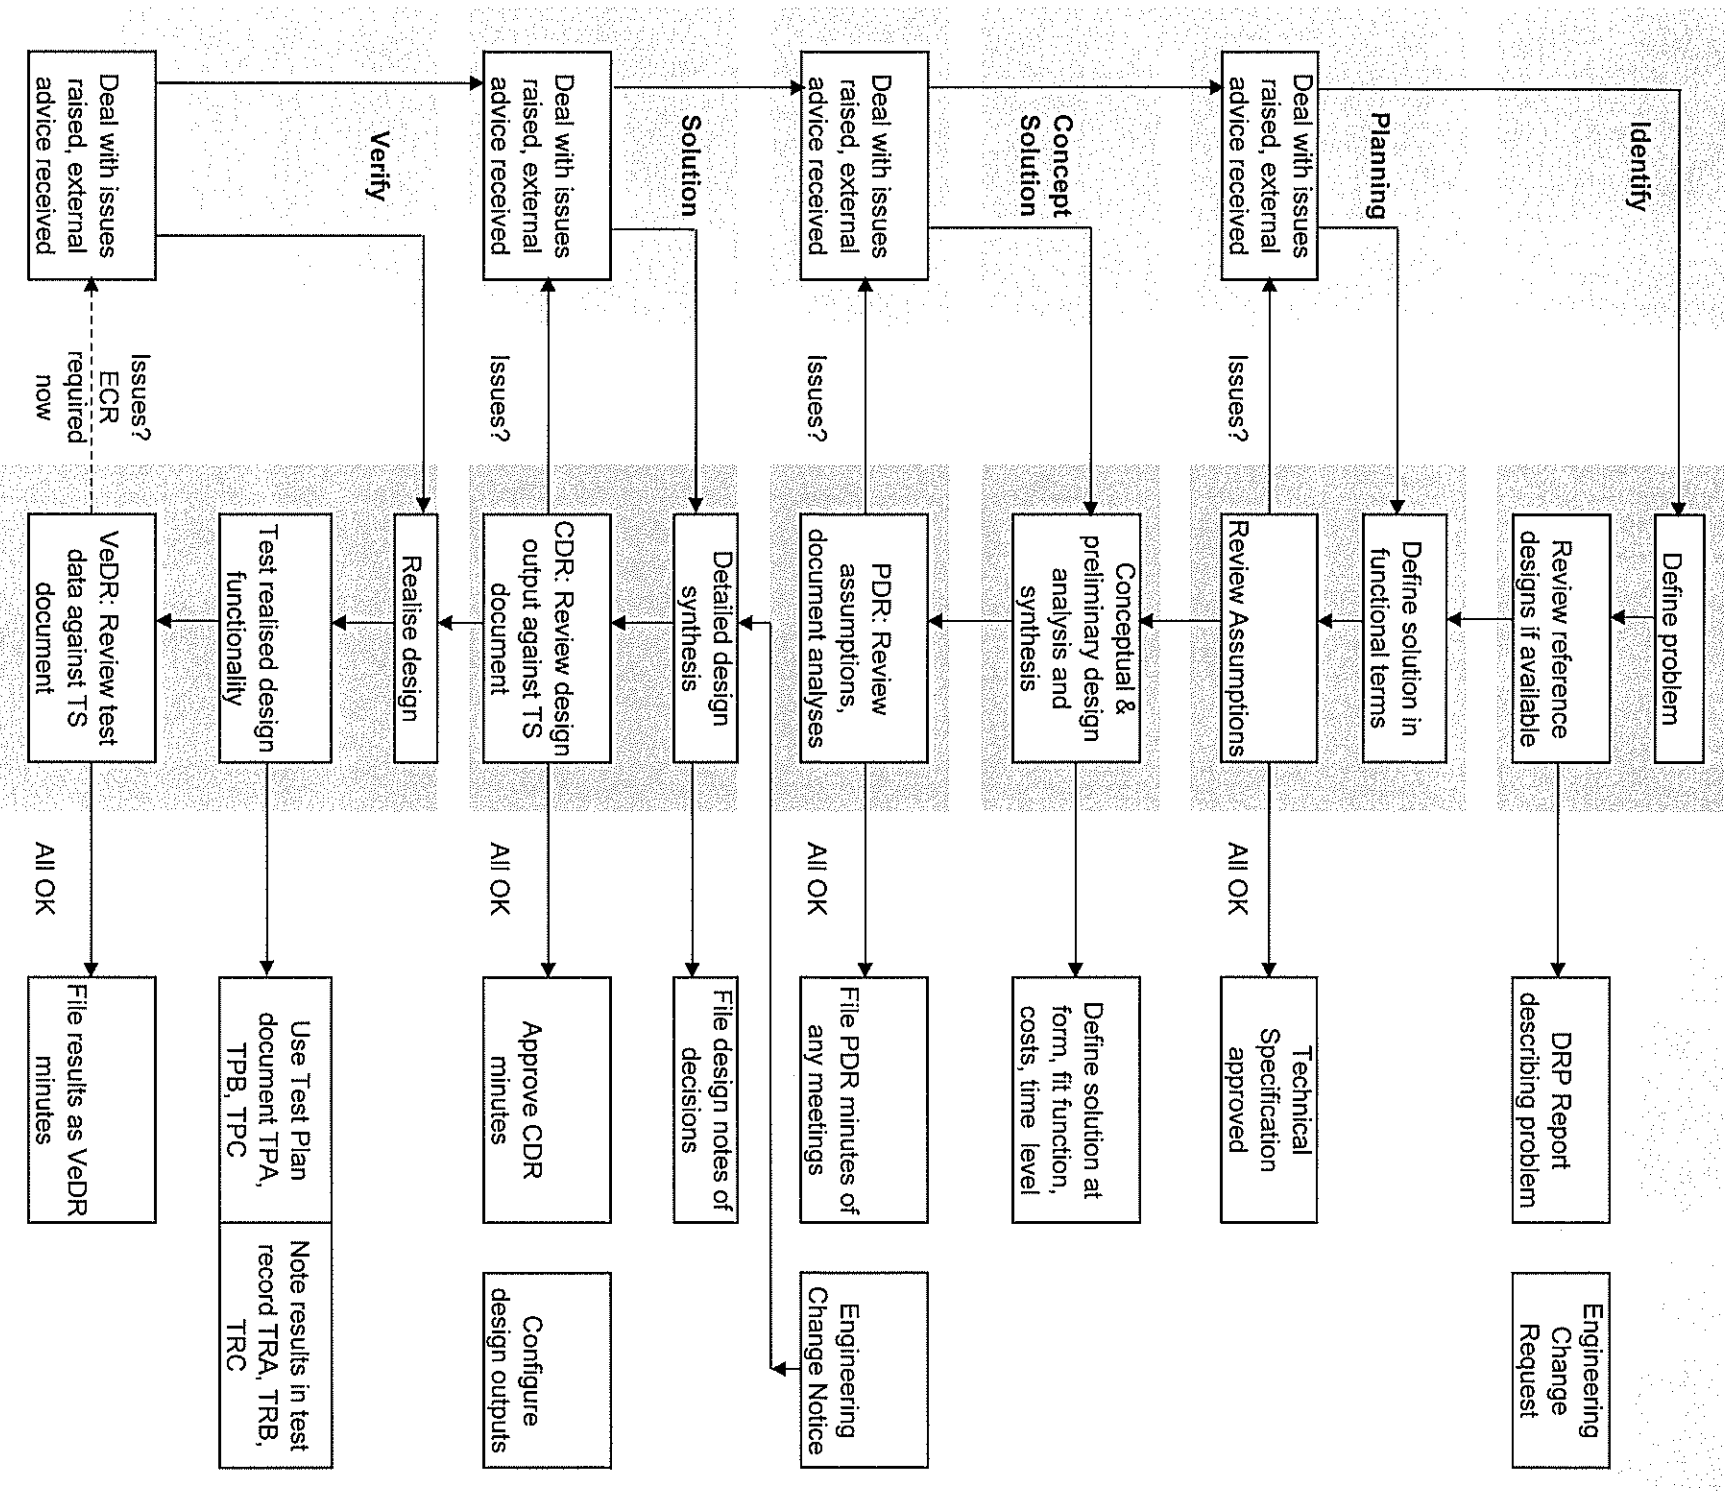 Identify
Define problem
Review reference
designs if available
DRP Report
describing problem
Engineering
Change
Request
Planning
Define solution in
functional terms
Deal with issues
raised, external
advice received
Issues?
Review Assumptions
All OK
Technical
Specification
approved
Concept
Solution
Conceptual &
preliminary design
analysis and
synthesis
Define solution at
form, fit function,
costs, time level
Deal with issues
raised, external
advice received
Issues?
PDR: Review
assumptions,
document analyses
All OK
File PDR minutes of
any meetings
Engineering
Change Notice
Solution
Detailed design
synthesis
File design notes of
decisions
Deal with issues
raised, external
advice received
Issues?
CDR: Review design
output against TS
document
All OK
Approve CDR
minutes
Configure
design outputs
Verify
Realise design
Test realised design
functionality
Use Test Plan
document TPA,
TPB, TPC
Note results in test
record TRA, TRB,
TRC
Deal with issues
raised, external
advice received
Issues?
ECR
required
now
VeDR: Review test
data against TS
document
All OK
File results as VeDR
minutes